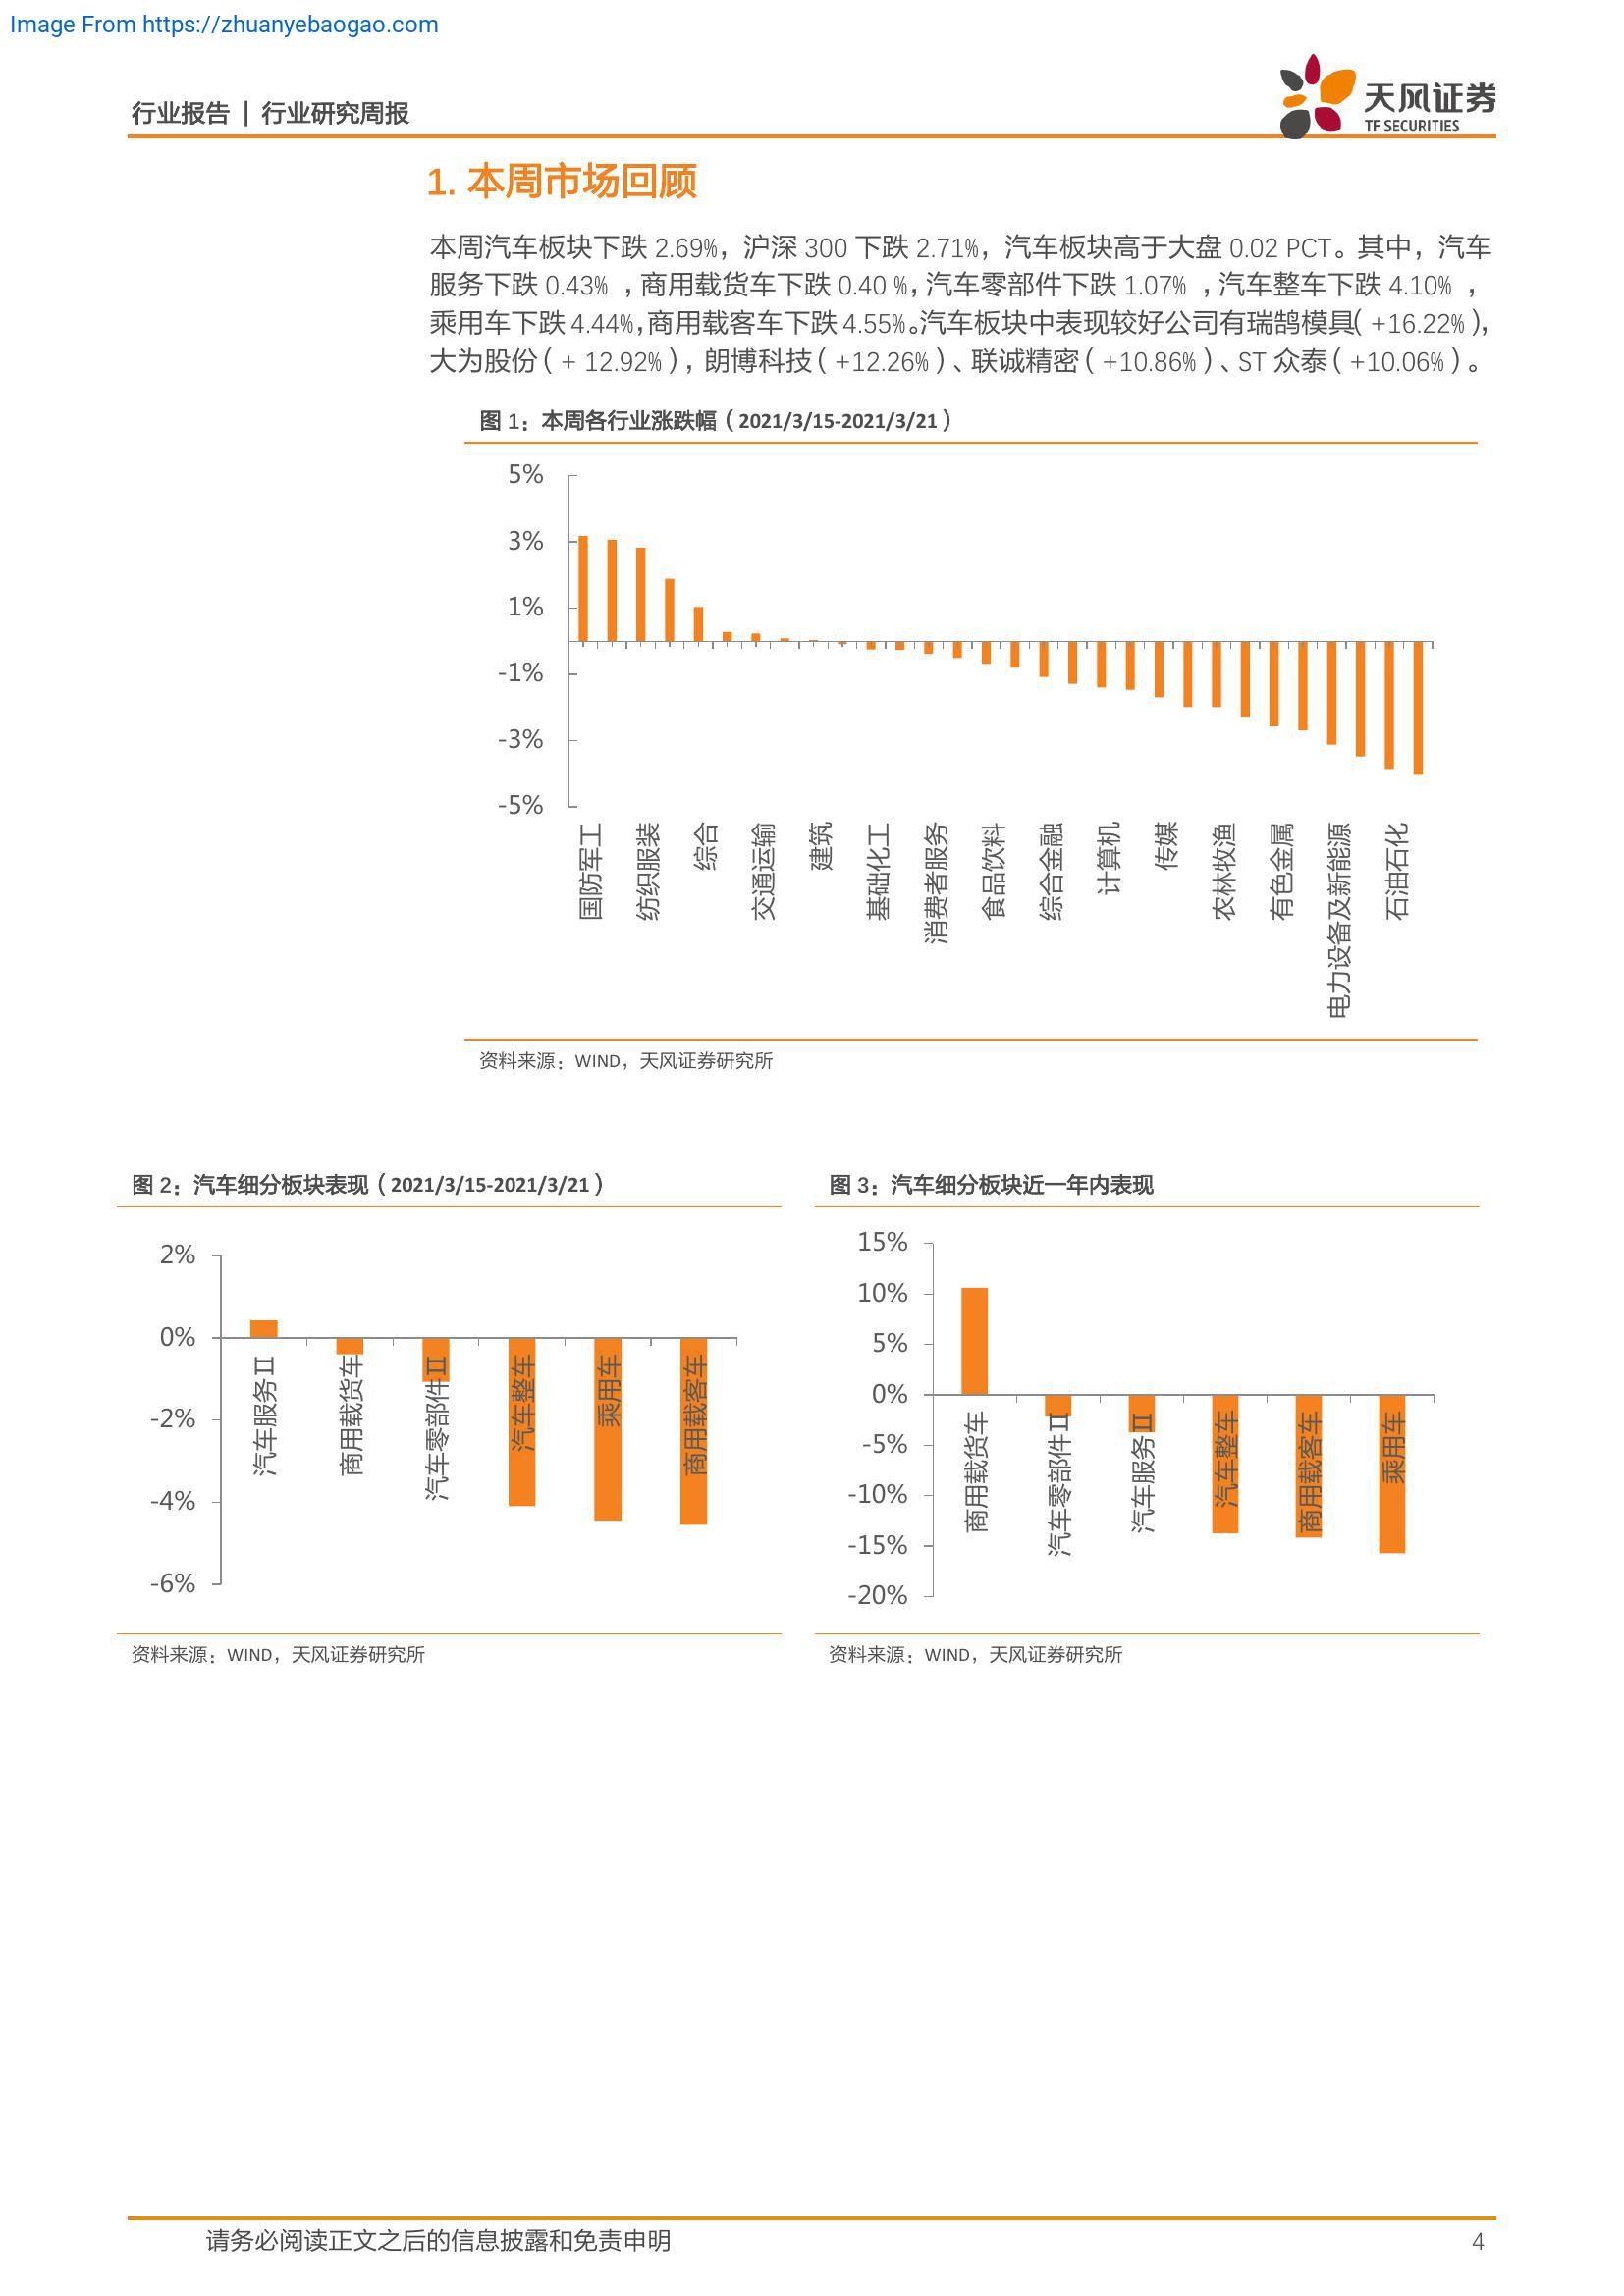 Image From https://zhuanyebaogao.com
行业报告 | 行业研究周报
天风证券
TF SECURITIES
1. 本周市场回顾
本周汽车板块下跌 2.69%，沪深 300 下跌 2.71%，汽车板块高于大盘 0.02 PCT。其中，汽车
服务下跌 0.43% ，商用载货车下跌 0.40 %，汽车零部件下跌 1.07% ，汽车整车下跌 4.10% ，
乘用车下跌 4.44%，商用载客车下跌 4.55%。汽车板块中表现较好公司有瑞鹄模具（+16.22%），
大为股份（+ 12.92%），朗博科技（+12.26%）、联诚精密（+10.86%）、ST 众泰（+10.06%）。
图 1：本周各行业涨跌幅（2021/3/15-2021/3/21）
5%
3%
1%
-1%
-3%
-5%
国防军工
纺织服装
综合
交通运输
建筑
基础化工
消费者服务
食品饮料
综合金融
计算机
传媒
农林牧渔
有色金属
电力设备及新能源
石油石化
资料来源：WIND，天风证券研究所
图 2：汽车细分板块表现（2021/3/15-2021/3/21）
2%
0%
-2%
-4%
-6%
汽车服务Ⅱ
商用载货车
汽车零部件Ⅱ
汽车整车
乘用车
商用载客车
资料来源：WIND，天风证券研究所
图 3：汽车细分板块近一年内表现
15%
10%
5%
0%
-5%
-10%
-15%
-20%
商用载货车
汽车零部件Ⅱ
汽车服务Ⅱ
汽车整车
商用载客车
乘用车
资料来源：WIND，天风证券研究所
请务必阅读正文之后的信息披露和免责申明
4